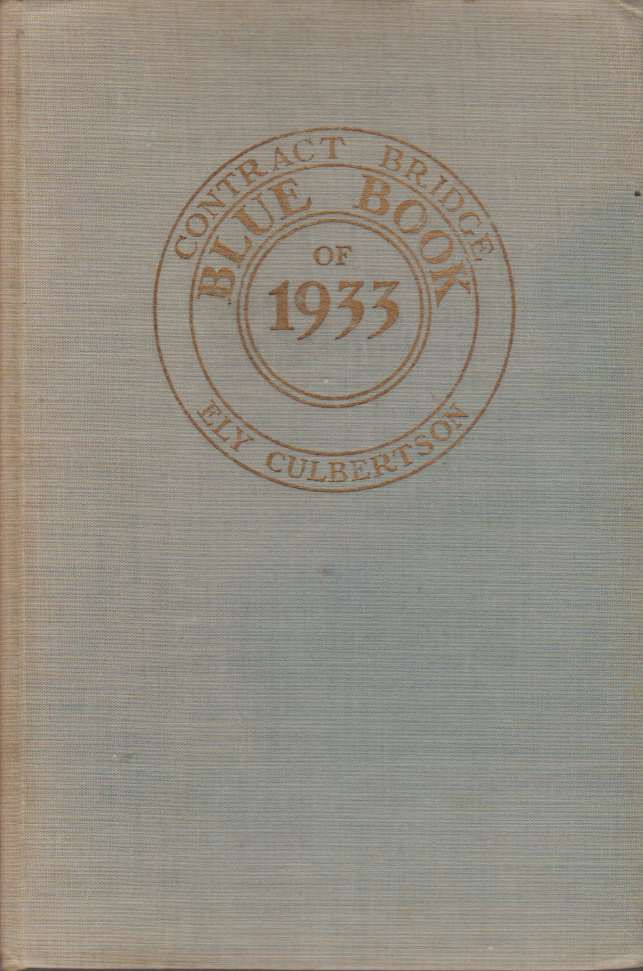 CONTRACT BRIDGE
BLUE BOOK
OF
1933
ELY CULBERTSON